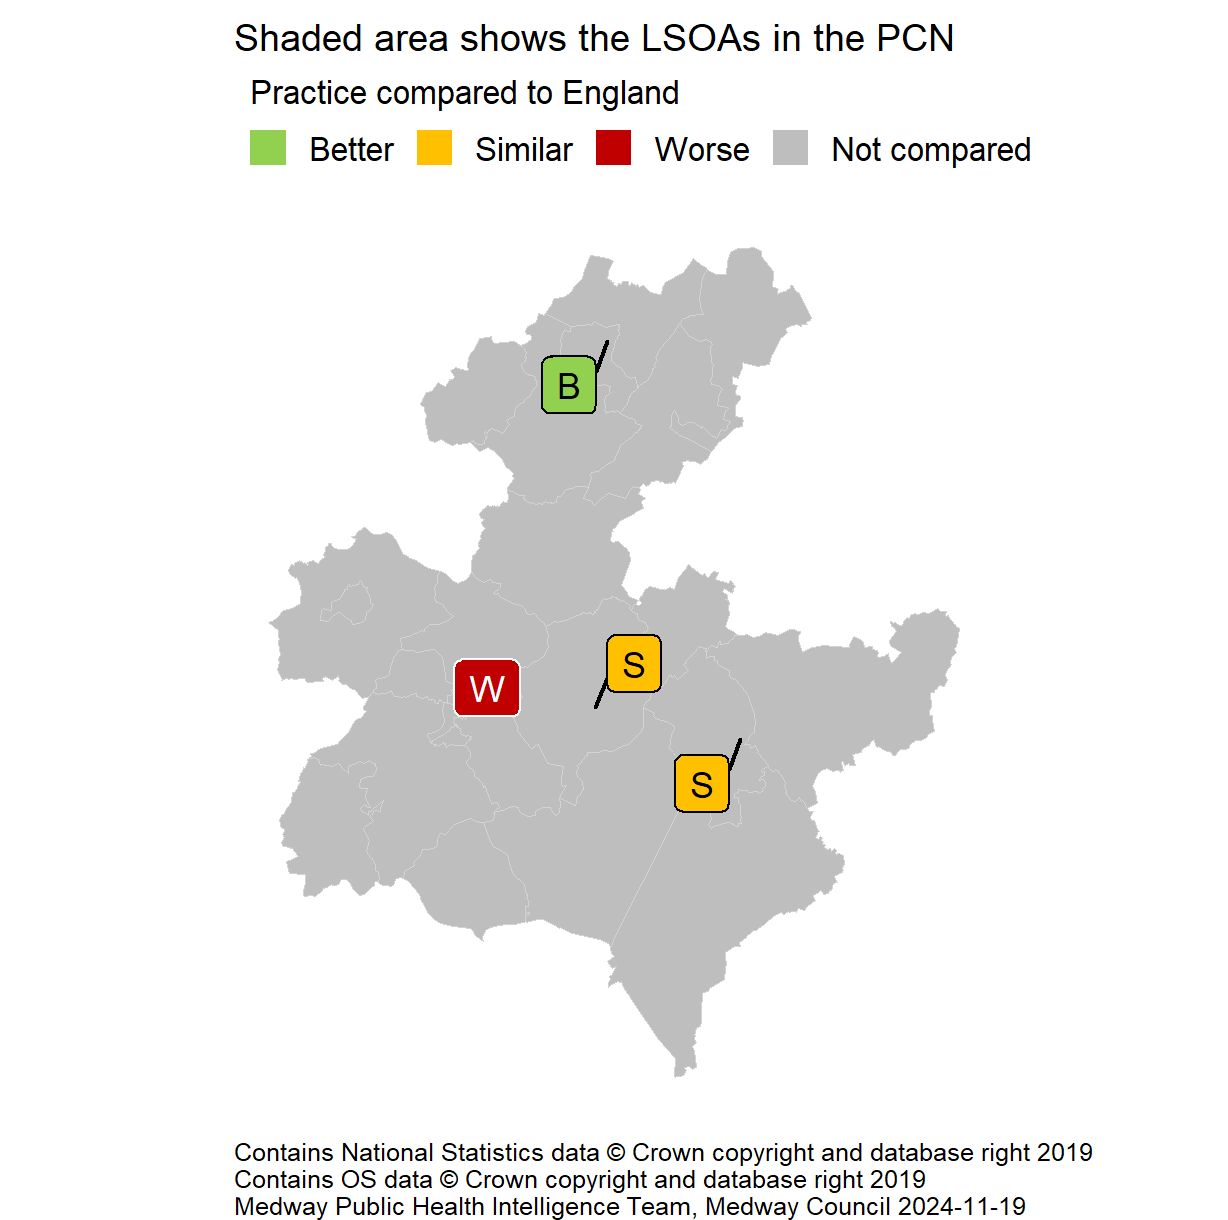 Shaded area shows the LSOAs in the PCN
Practice compared to England
Better Similar Worse Not compared
B
S
W
S
Contains National Statistics data © Crown copyright and database right 2019
Contains OS data © Crown copyright and database right 2019
Medway Public Health Intelligence Team, Medway Council 2024-11-19